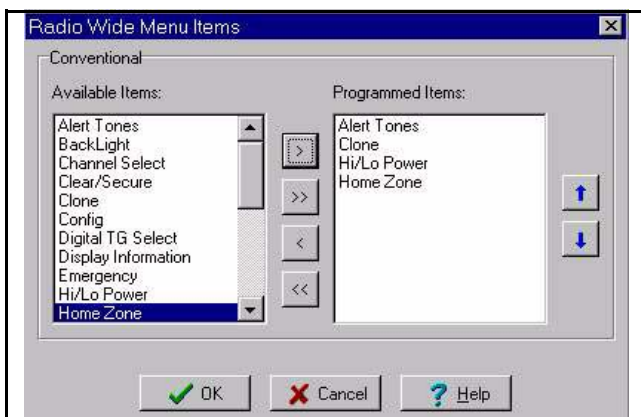 Radio Wide Menu Items
Conventional
Available Items:
Alert Tones
BackLight
Channel Select
Clear/Secure
Clone
Config
Digital TG Select
Display Information
Emergency
Hi/Lo Power
Home Zone
>
>>
<
<<
Programmed Items:
Alert Tones
Clone
Hi/Lo Power
Home Zone
OK
Cancel
? Help